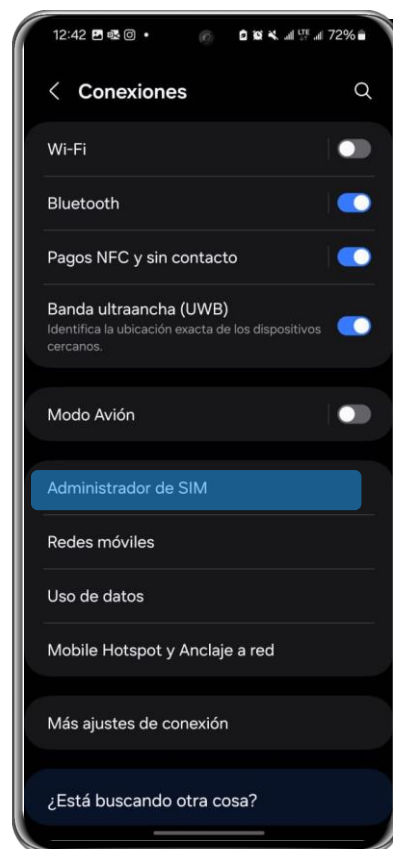 12:42 LTE 72%
Conexiones
Wi-Fi
Bluetooth
Pagos NFC y sin contacto
Banda ultraancha (UWB)
Identifica la ubicación exacta de los dispositivos
cercanos.
Modo Avión
Administrador de SIM
Redes móviles
Uso de datos
Mobile Hotspot y Anclaje a red
Más ajustes de conexión
¿Está buscando otra cosa?